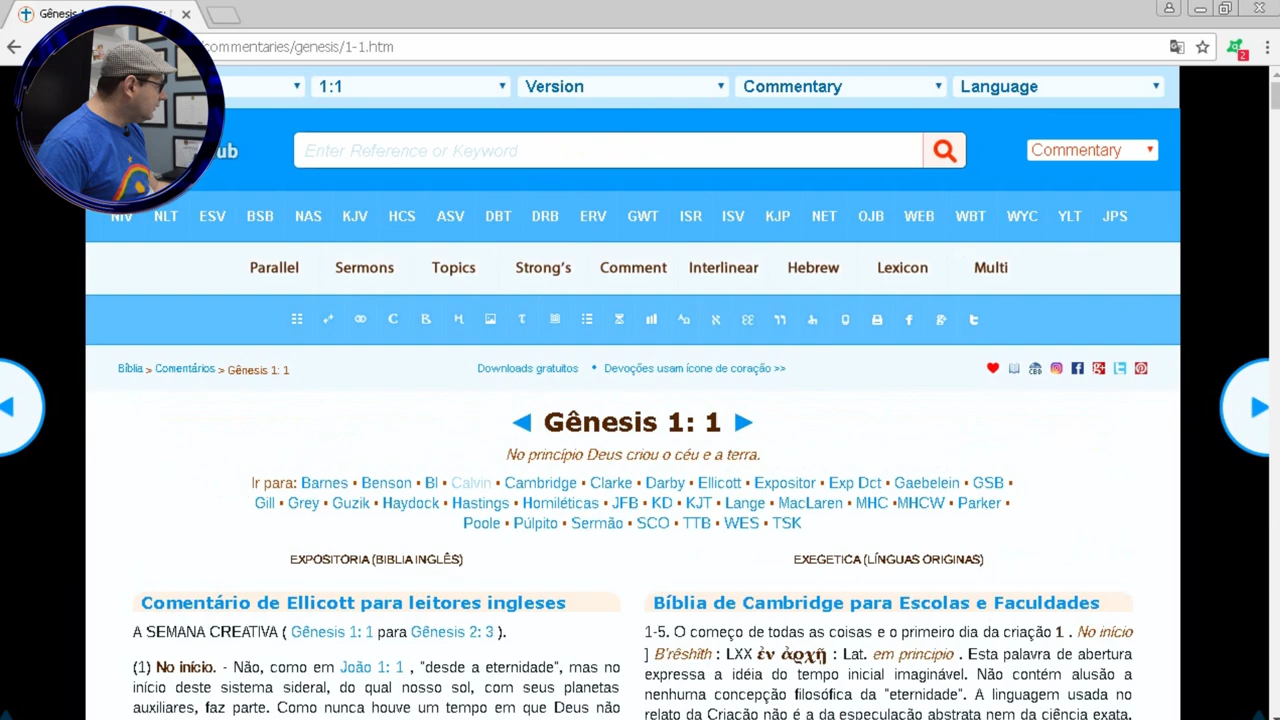 Gênesis
/commentaries/genesis/1-1.htm
2
1:1 Version Commentary Language
ub Enter Reference or Keyword Commentary
NIV NLT ESV BSB NAS KJV HCS ASV DBT DRB ERV GWT ISR ISV KJP NET OJB WEB WBT WYC YLT JPS
Parallel Sermons Topics Strong's Comment Interlinear Hebrew Lexicon Multi
Bíblia > Comentários > Gênesis 1: 1 Downloads gratuitos • Devoções usam ícone de coração >>
◄ Gênesis 1: 1 ►
No princípio Deus criou o céu e a terra.
Ir para: Barnes • Benson • BI • Calvin • Cambridge • Clarke • Darby • Ellicott • Expositor • Exp Dct • Gaebelein • GSB •
Gill • Grey • Guzik • Haydock • Hastings • Homiléticas • JFB • KD • KJT • Lange • MacLaren • MHC •MHCW • Parker •
Poole • Púlpito • Sermão • SCO • TTB • WES • TSK
EXPOSITÓRIA (BÍBLIA INGLÊS)
Comentário de Ellicott para leitores ingleses
A SEMANA CREATIVA ( Gênesis 1: 1 para Gênesis 2: 3 ).
(1) No início. - Não, como em João 1: 1 , "desde a eternidade", mas no
início deste sistema sideral, do qual nosso sol, com seus planetas
auxiliares, faz parte. Como nunca houve um tempo em que Deus não
EXEGÉTICA (LÍNGUAS ORIGINAIS)
Bíblia de Cambridge para Escolas e Faculdades
1-5. O começo de todas as coisas e o primeiro dia da criação 1 . No início
] B'rêshîth : LXX ἐν ἀρχῇ : Lat. em principio . Esta palavra de abertura
expressa a idéia do tempo inicial imaginável. Não contém alusão a
nenhuma concepção filosófica da "eternidade". A linguagem usada no
relato da Criação não é a da especulação abstrata nem da ciência exata.